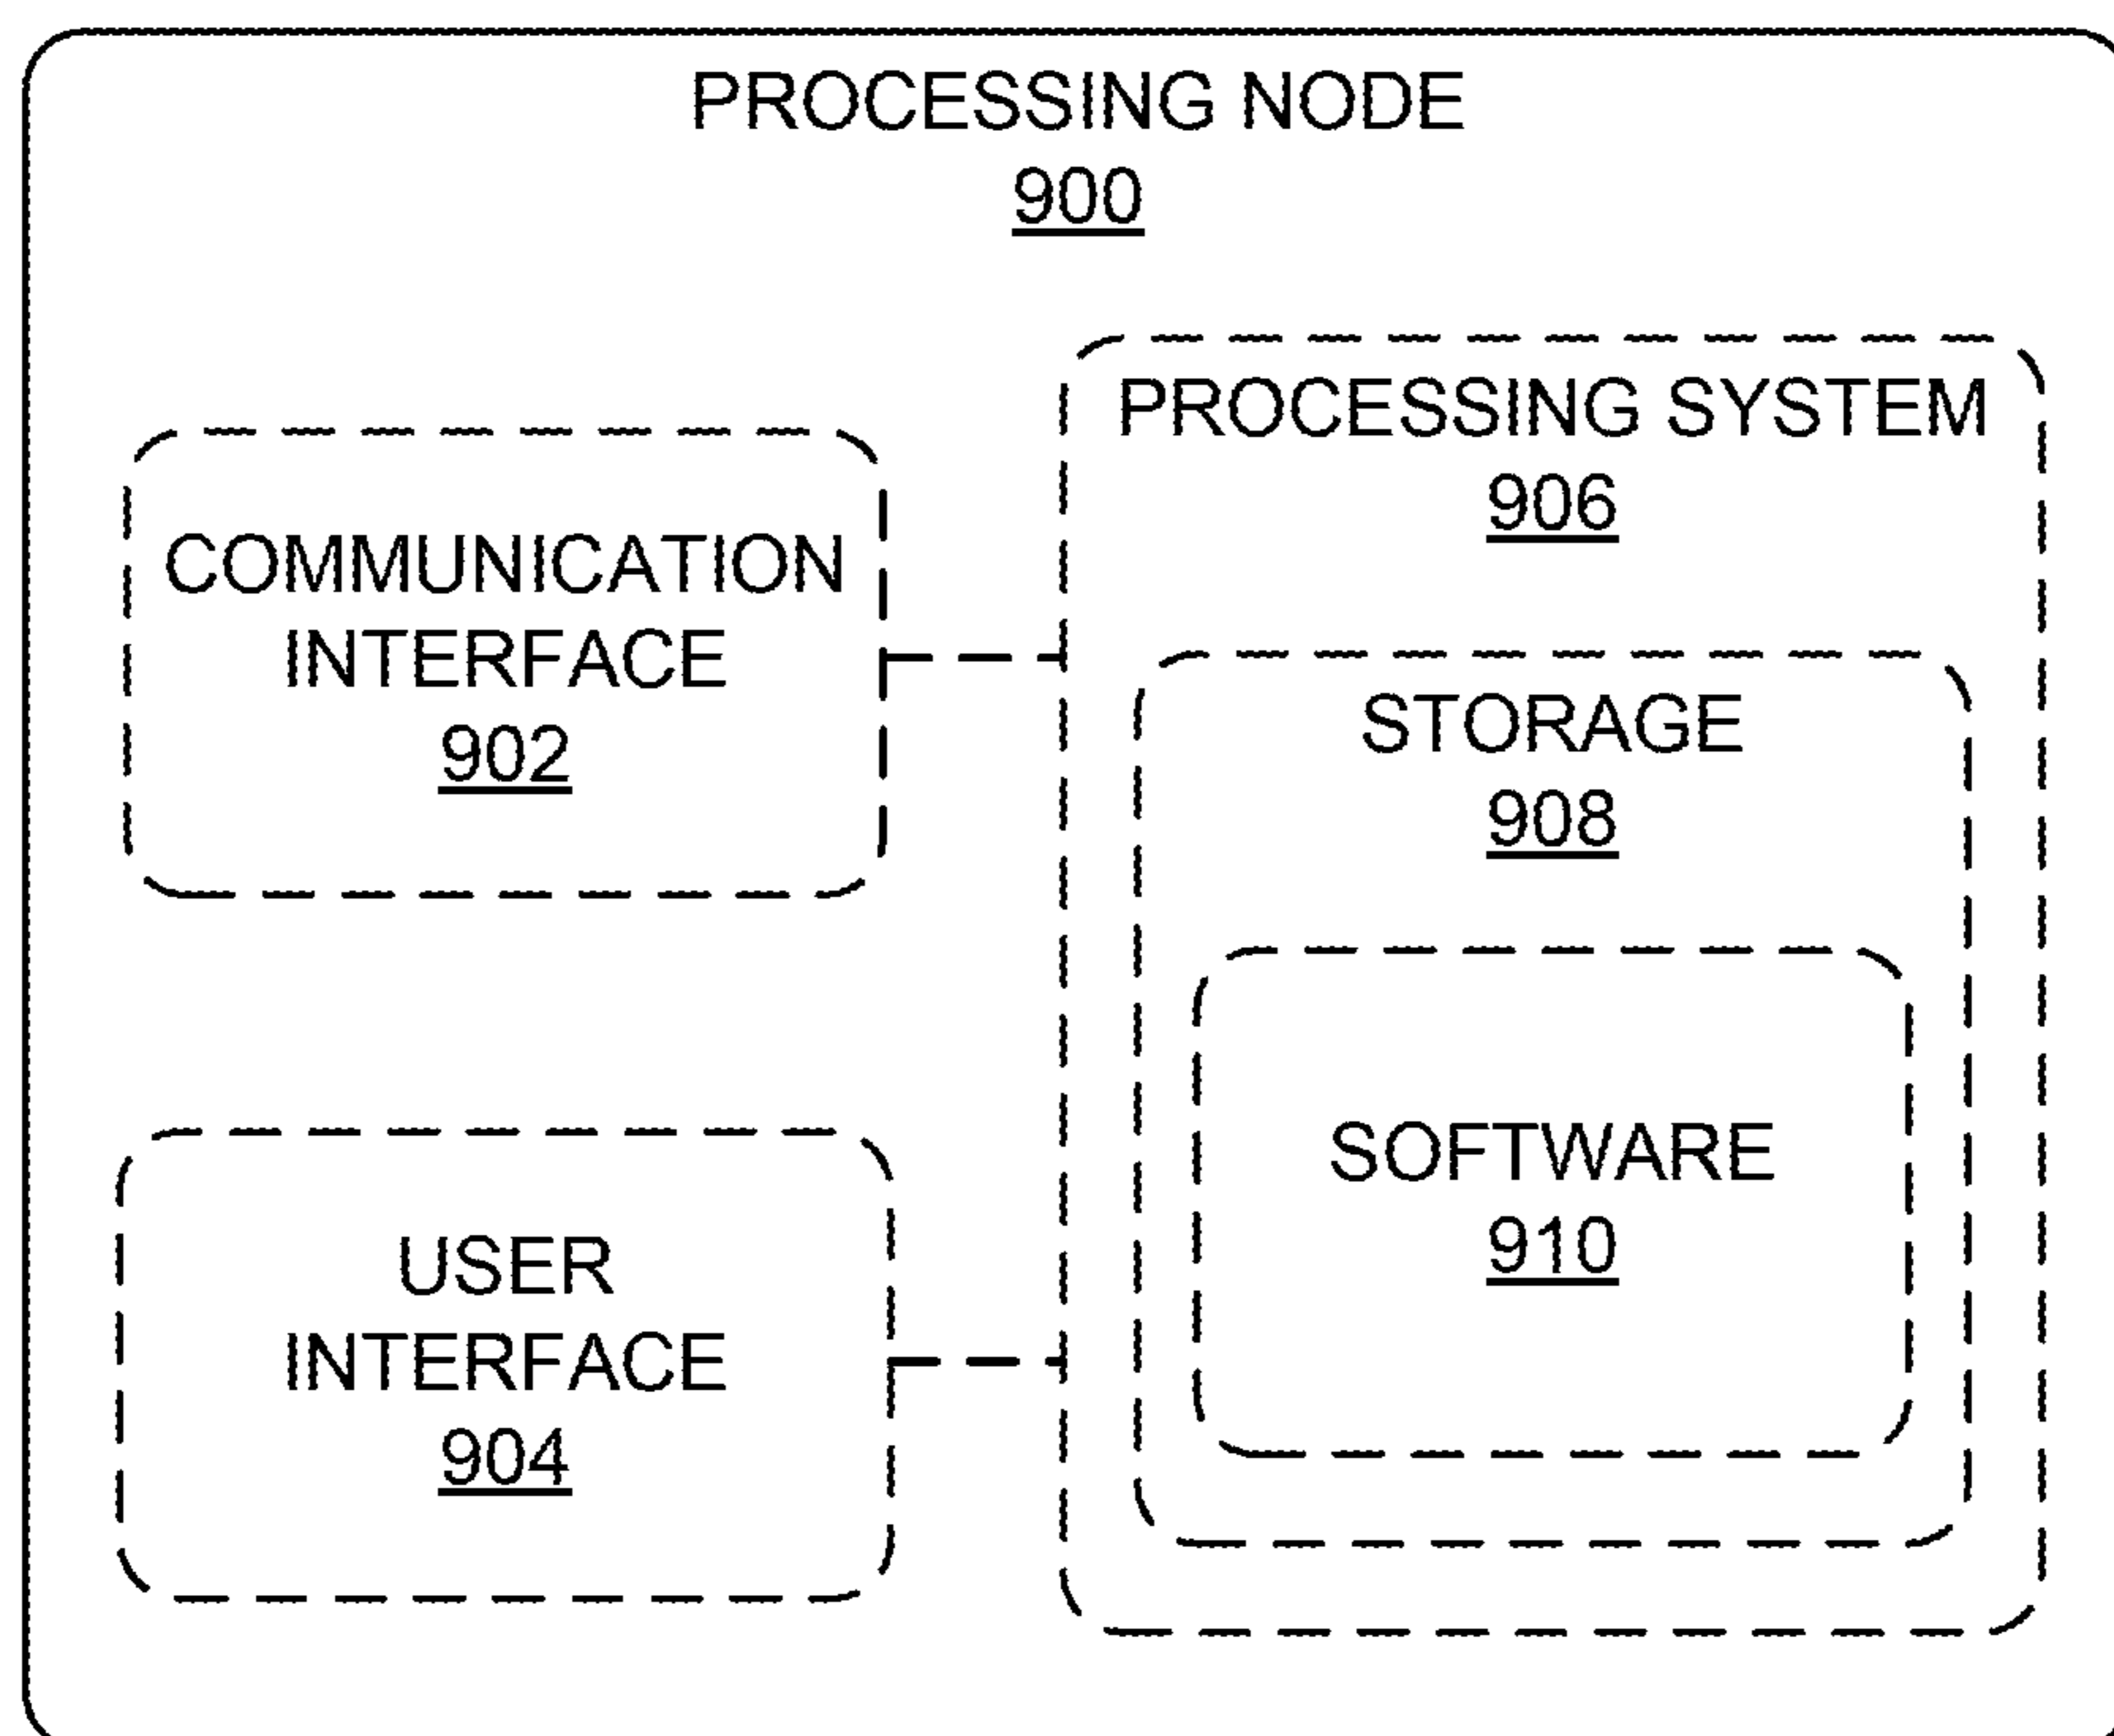 PROCESSING NODE
900
PROCESSING SYSTEM
906
COMMUNICATION
INTERFACE
902
STORAGE
908
SOFTWARE
910
USER
INTERFACE
904